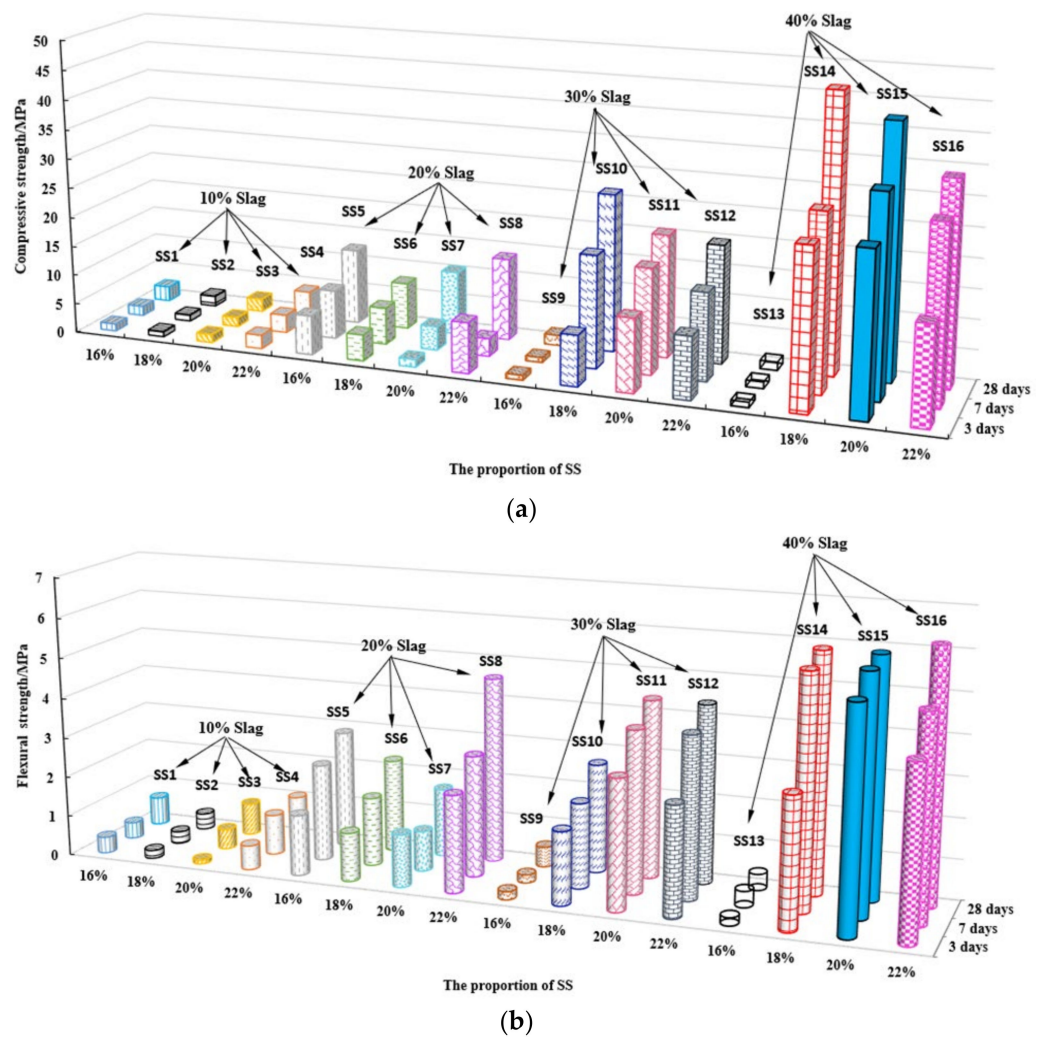 40% Slag
50
45
40
35
30
25
20
15
10
5
0
Compressive strength/MPa
SS14
SS15
30% Slag
SS16
SS10
20% Slag
SS11
SS12
10% Slag
SS5
SS6
SS7
SS8
SS1
SS2
SS3
SS4
SS9
SS13
16%
18%
20%
22%
16%
18%
20%
22%
16%
18%
20%
22%
16%
18%
20%
22%
28 days
7 days
3 days
The proportion of SS
(a)
40% Slag
7
6
5
4
3
2
1
0
Flexural strength/MPa
30% Slag
SS14
SS15
SS16
20% Slag
SS8
SS11
SS12
10% Slag
SS5
SS6
SS10
SS1
SS2
SS3
SS4
SS7
SS9
SS13
16%
18%
20%
22%
16%
18%
20%
22%
16%
18%
20%
22%
16%
18%
20%
22%
28 days
7 days
3 days
The proportion of SS
(b)